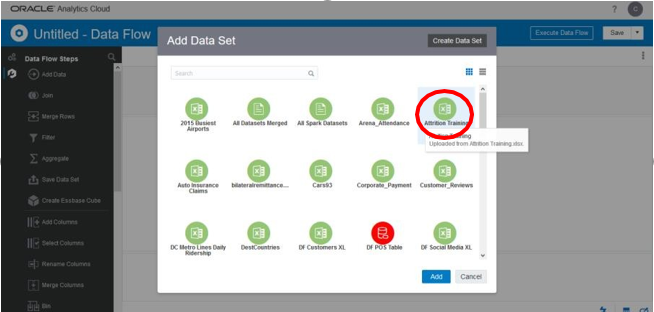 ORACLE Analytics Cloud
?
C
Untitled - Data Flow
Execute Data Flow
Save
Data Flow Steps
Add Data
Join
Merge Rows
Filter
Aggregate
Save Data Set
Create Essbase Cube
Add Columns
Select Columns
Rename Columns
Merge Columns
Bin
Add Data Set
Create Data Set
Search
2015 Busiest
Airports
All Datasets Merged
All Spark Datasets
Arena_Attendance
Attrition Training
Uploaded from Attrition Training.xlsx.
Auto Insurance
Claims
bilateralremittance...
Cars93
Corporate_Payment
Customer_Reviews
DC Metro Lines Daily
Ridership
DestCountries
DF Customers XL
DF POS Table
DF Social Media XL
Add
Cancel